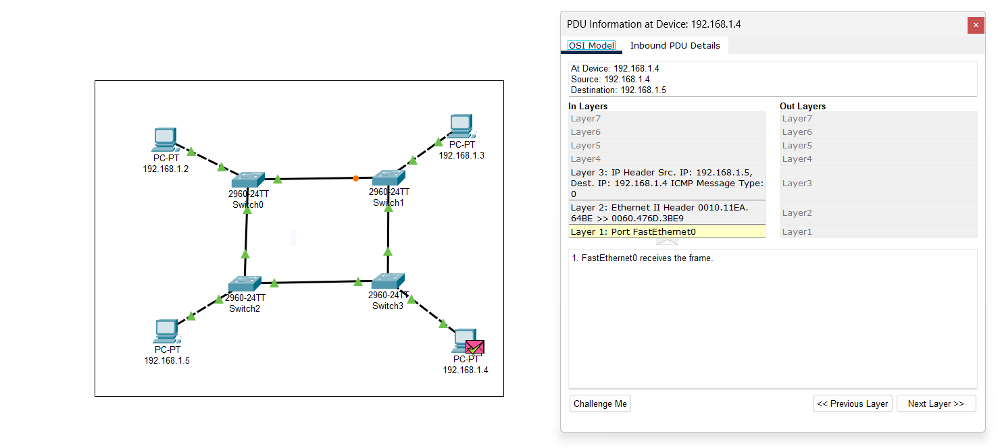 PC-PT
192.168.1.2
PC-PT
192.168.1.3
2960-24TT
Switch0
2960-24TT
Switch1
2960-24TT
Switch2
2960-24TT
Switch3
PC-PT
192.168.1.5
PC-PT
192.168.1.4
PDU Information at Device: 192.168.1.4
×
OSI Model
Inbound PDU Details
At Device: 192.168.1.4
Source: 192.168.1.4
Destination: 192.168.1.5
In Layers
Layer7
Layer6
Layer5
Layer4
Layer 3: IP Header Src. IP: 192.168.1.5,
Dest. IP: 192.168.1.4 ICMP Message Type:
0
Layer 2: Ethernet II Header 0010.11EA.
64BE >> 0060.476D.3BE9
Layer 1: Port FastEthernet0
Out Layers
Layer7
Layer6
Layer5
Layer4
Layer3
Layer2
Layer1
1. FastEthernet0 receives the frame.
Challenge Me
<< Previous Layer
Next Layer >>